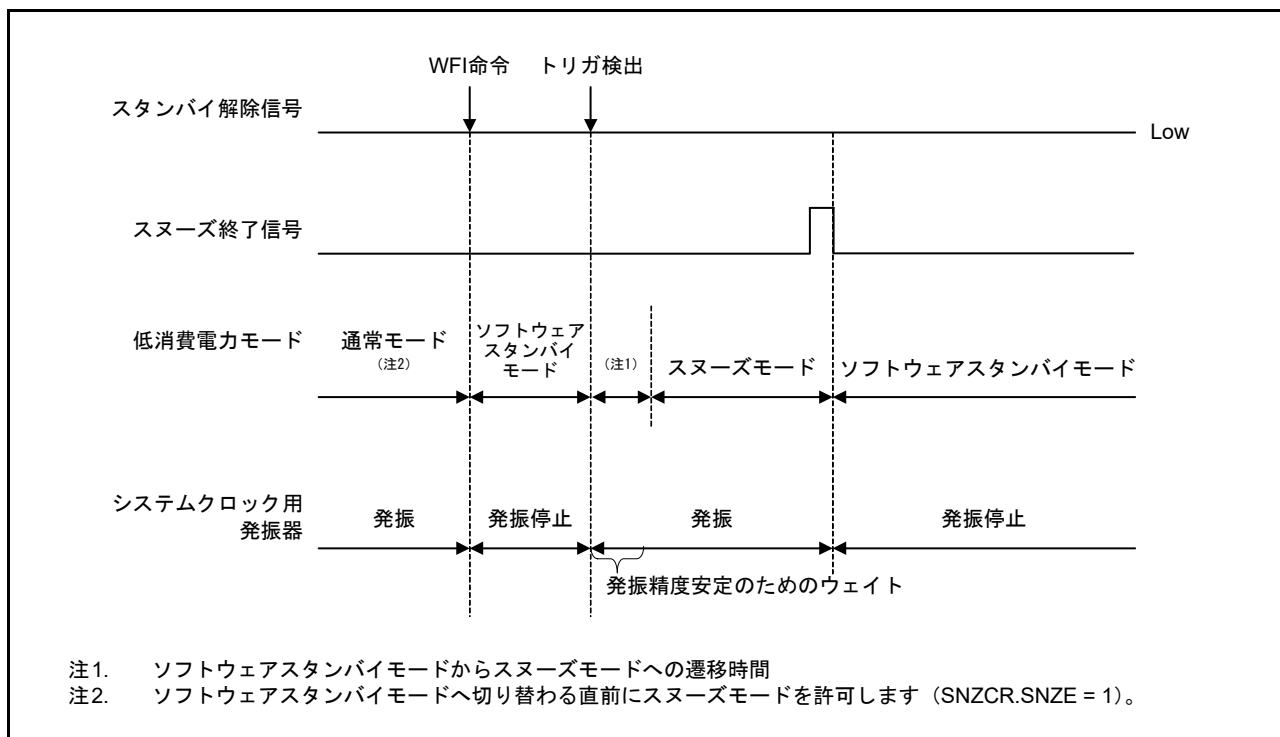 WFI命令 トリガ検出
スタンバイ解除信号
Low
スヌーズ終了信号
低消費電力モード
通常モード
(注2)
ソフトウェア
スタンバイ
モード
(注1)
スヌーズモード
ソフトウェアスタンバイモード
システムクロック用
発振器
発振
発振停止
発振
発振停止
発振精度安定のためのウェイト
注1. ソフトウェアスタンバイモードからスヌーズモードへの遷移時間
注2. ソフトウェアスタンバイモードへ切り替わる直前にスヌーズモードを許可します（SNZCR.SNZE = 1）。